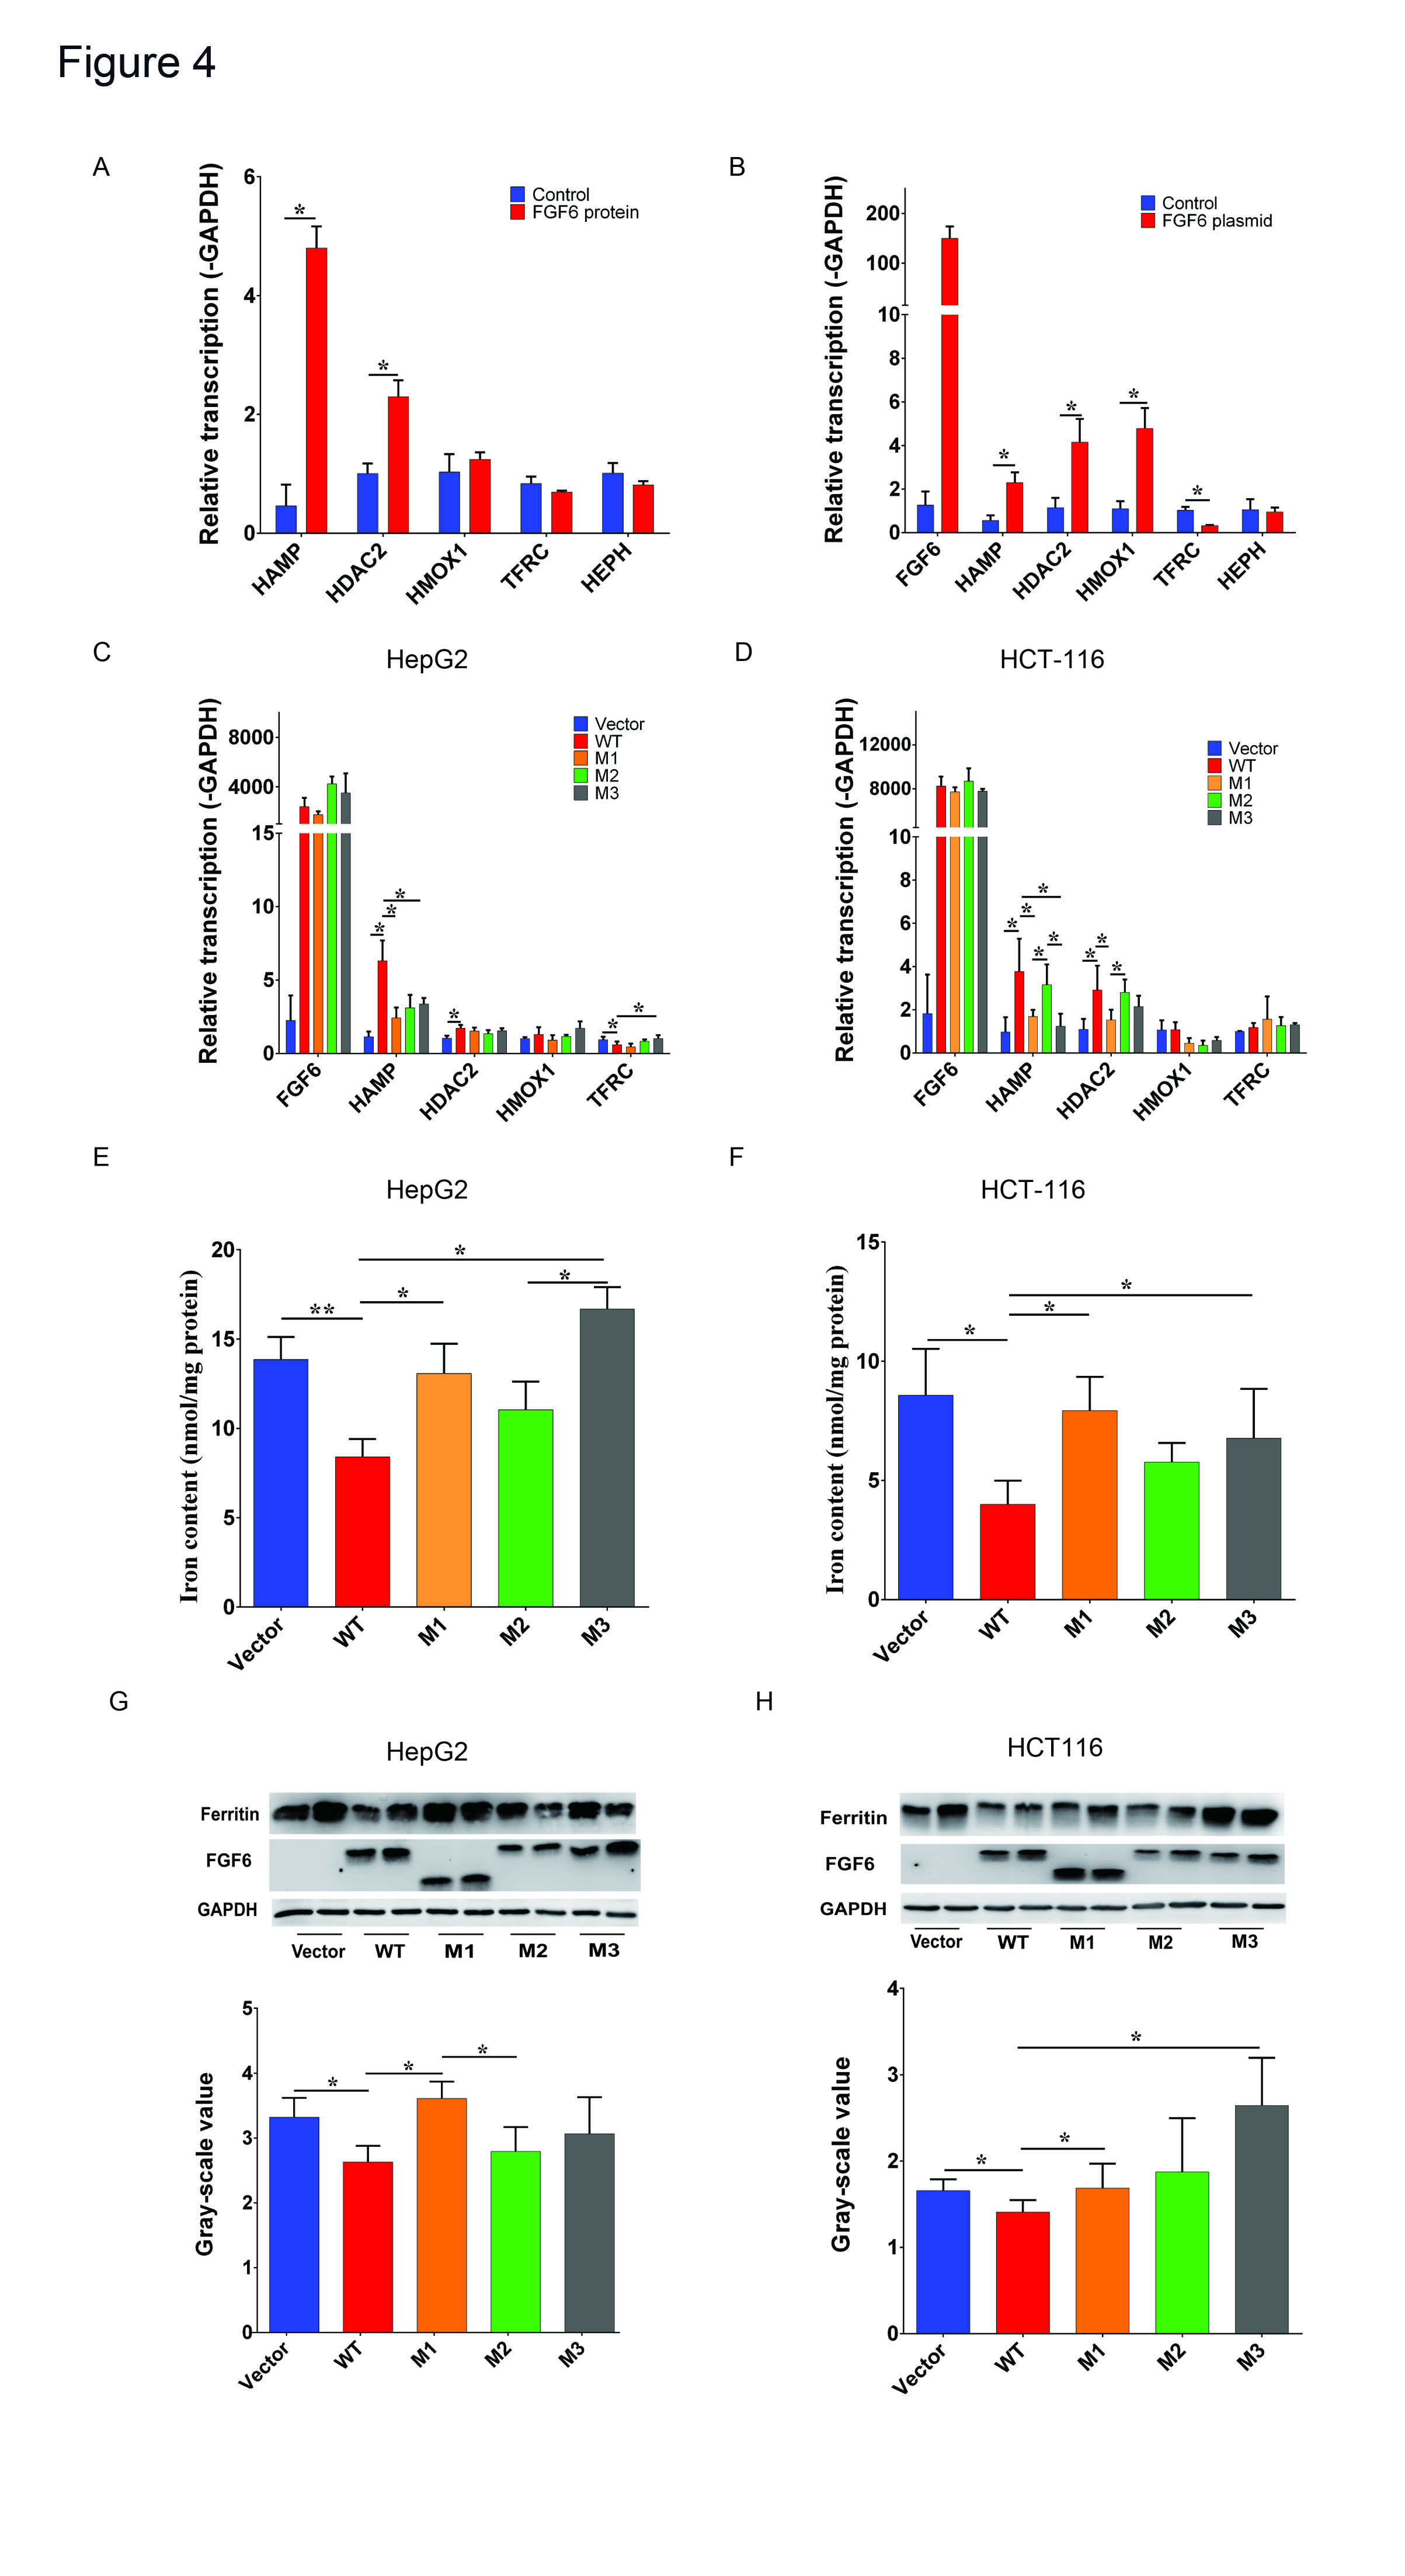 Figure 4
A
Relative transcription (-GAPDH)
6
4
2
0
Control
FGF6 protein
*
*
HAMP
HDAC2
HMOX1
TFRC
HEPH
B
Relative transcription (-GAPDH)
200
100
10
8
6
4
2
0
Control
FGF6 plasmid
*
*
*
*
FGF6
HAMP
HDAC2
HMOX1
TFRC
HEPH
C
HepG2
Relative transcription (-GAPDH)
8000
4000
15
10
5
0
Vector
WT
M1
M2
M3
*
*
*
*
*
*
FGF6
HAMP
HDAC2
HMOX1
TFRC
D
HCT-116
Relative transcription (-GAPDH)
12000
8000
10
8
6
4
2
0
Vector
WT
M1
M2
M3
*
*
*
*
*
*
*
*
FGF6
HAMP
HDAC2
HMOX1
TFRC
E
HepG2
Iron content (nmol/mg protein)
20
15
10
5
0
*
*
*
**
Vector
WT
M1
M2
M3
F
HCT-116
Iron content (nmol/mg protein)
15
10
5
0
*
*
*
Vector
WT
M1
M2
M3
G
HepG2
Ferritin
FGF6
GAPDH
Vector WT M1 M2 M3
Gray-scale value
5
4
3
2
1
0
*
*
*
Vector
WT
M1
M2
M3
H
HCT116
Ferritin
FGF6
GAPDH
Vector WT M1 M2 M3
Gray-scale value
4
3
2
1
0
*
*
*
Vector
WT
M1
M2
M3